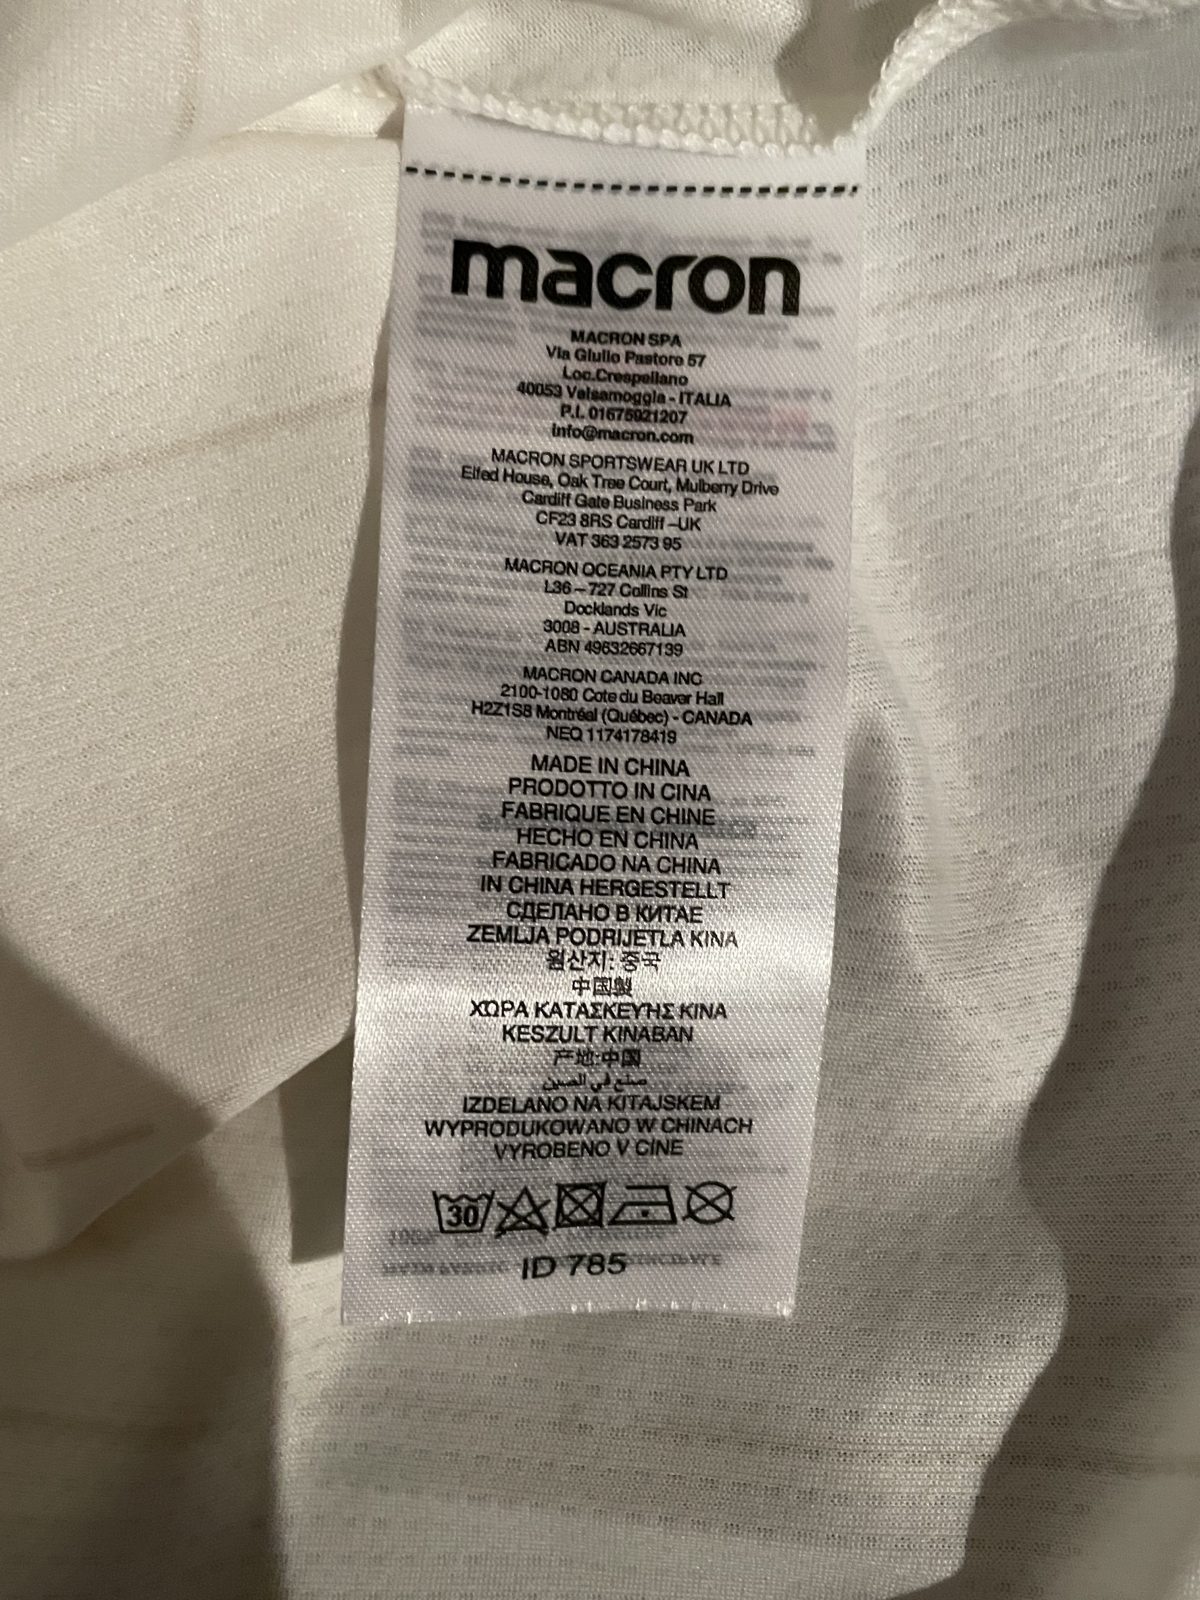 macron
MACRON SPA
Via Giulio Pastore 57
Loc.Crespellano
40053 Valsamoggia - ITALIA
P.I. 01675921207
info@macron.com
MACRON SPORTSWEAR UK LTD
Elfed House, Oak Tree Court, Mulberry Drive
Cardiff Gate Business Park
CF23 8RS Cardiff –UK
VAT 363 2573 95
MACRON OCEANIA PTY LTD
L36 – 727 Collins St
Docklands Vic
3008 - AUSTRALIA
ABN 49632667139
MACRON CANADA INC
2100-1080 Cote du Beaver Hall
H2Z1S8 Montréal (Québec) - CANADA
NEQ 1174178419
MADE IN CHINA
PRODOTTO IN CINA
FABRIQUE EN CHINE
HECHO EN CHINA
FABRICADO NA CHINA
IN CHINA HERGESTELLT
СДЕЛАНО В КИТАЕ
ZEMLJA PODRIJETLA KINA
원산지: 중국
中国製
ΧΩΡΑ ΚΑΤΑΣΚΕΥΗΣ ΚΙΝΑ
KESZULT KINABAN
产地:中国
صنع في الصين
IZDELANO NA KITAJSKEM
WYPRODUKOWANO W CHINACH
VYROBENO V CINE
30
ID 785